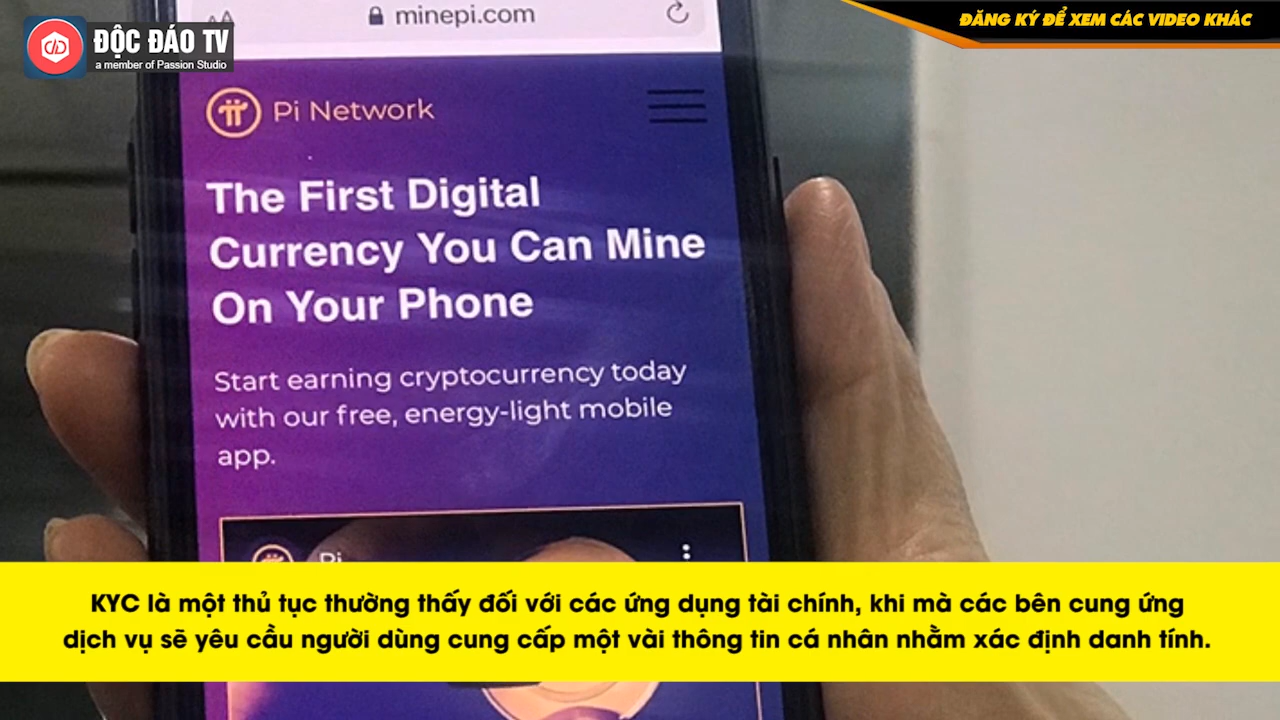 ĐỘC ĐÁO TV
a member of Passion Studio
ĐĂNG KÝ ĐỂ XEM CÁC VIDEO KHÁC
AA
minepi.com
Pi Network
The First Digital
Currency You Can Mine
On Your Phone
Start earning cryptocurrency today
with our free, energy-light mobile
app.
Pi
KYC là một thủ tục thường thấy đối với các ứng dụng tài chính, khi mà các bên cung ứng
dịch vụ sẽ yêu cầu người dùng cung cấp một vài thông tin cá nhân nhằm xác định danh tính.